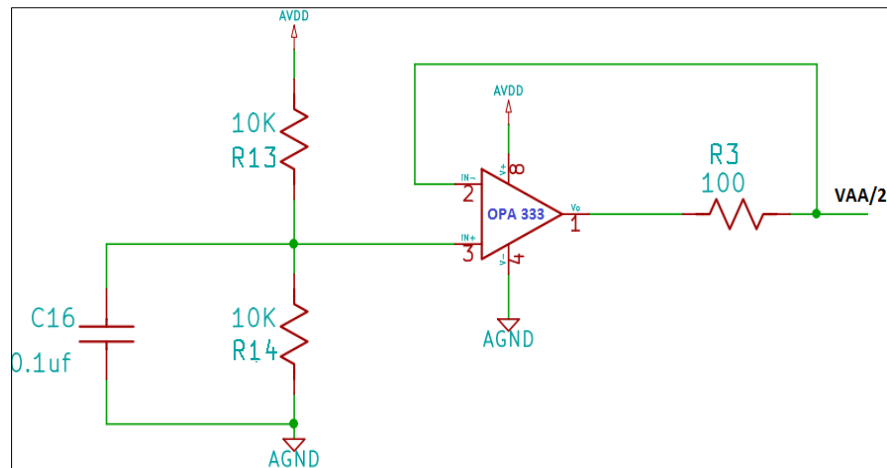 AVDD
10K
R13
AVDD
IN-
2
V+
8
OPA 333
Vo
1
IN+
3
V-
4
AGND
R3
100
VAA/2
C16
0.1uf
10K
R14
AGND